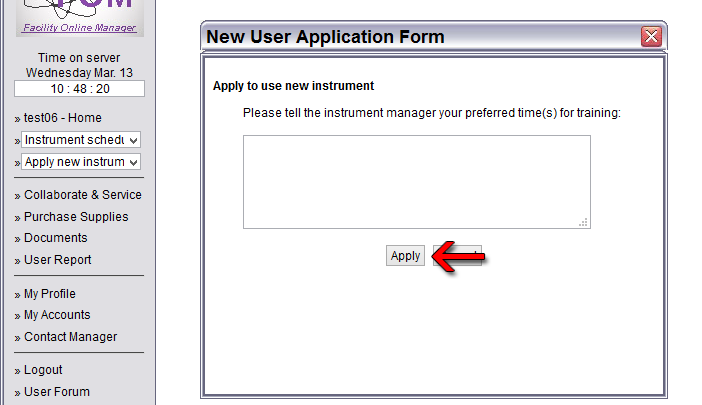 FOM
Facility Online Manager
Time on server
Wednesday Mar. 13
10 : 48 : 20
» test06 - Home
» Instrument schedu
» Apply new instrum
» Collaborate & Service
» Purchase Supplies
» Documents
» User Report
» My Profile
» My Accounts
» Contact Manager
» Logout
» User Forum
New User Application Form
Apply to use new instrument
Please tell the instrument manager your preferred time(s) for training:
Apply